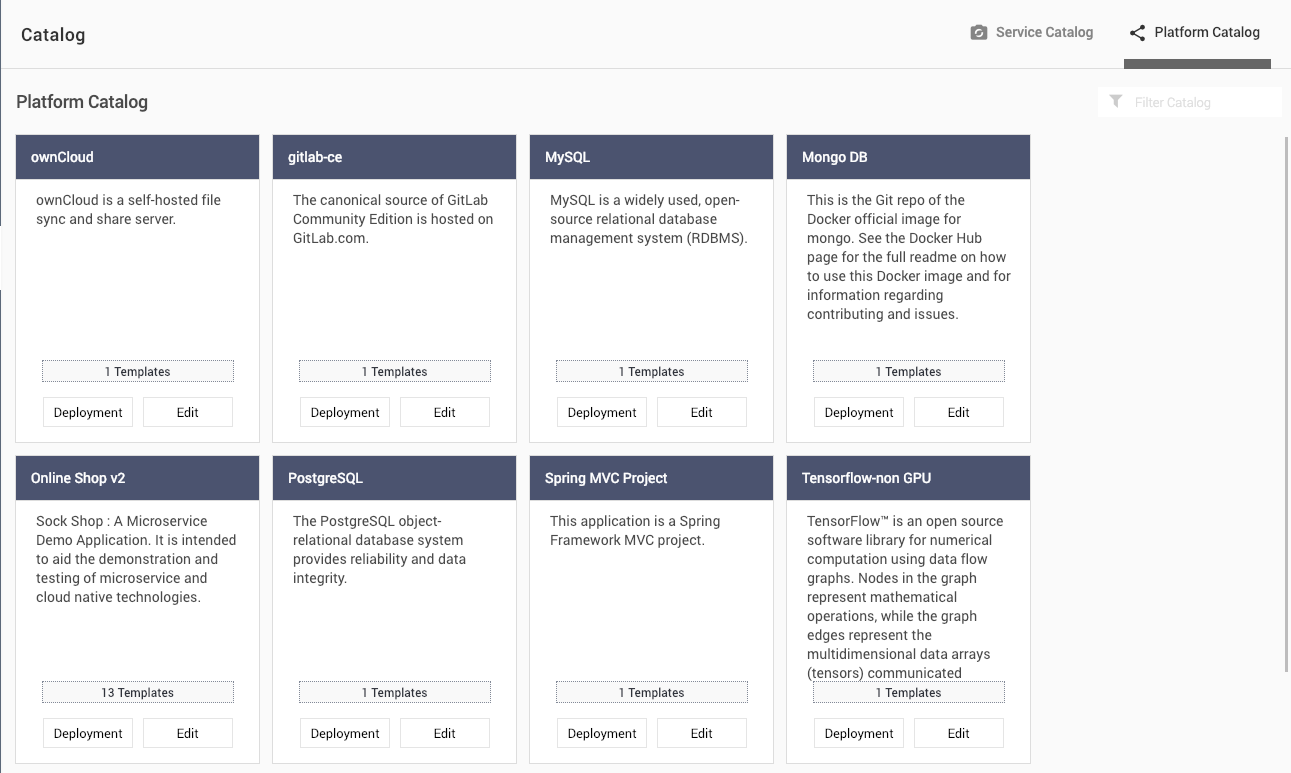 Catalog
Service Catalog
Platform Catalog
Platform Catalog
Filter Catalog
ownCloud
ownCloud is a self-hosted file
sync and share server.
1 Templates
Deployment
Edit
gitlab-ce
The canonical source of GitLab
Community Edition is hosted on
GitLab.com.
1 Templates
Deployment
Edit
MySQL
MySQL is a widely used, open-
source relational database
management system (RDBMS).
1 Templates
Deployment
Edit
Mongo DB
This is the Git repo of the
Docker official image for
mongo. See the Docker Hub
page for the full readme on how
to use this Docker image and for
information regarding
contributing and issues.
1 Templates
Deployment
Edit
Online Shop v2
Sock Shop : A Microservice
Demo Application. It is intended
to aid the demonstration and
testing of microservice and
cloud native technologies.
13 Templates
Deployment
Edit
PostgreSQL
The PostgreSQL object-
relational database system
provides reliability and data
integrity.
1 Templates
Deployment
Edit
Spring MVC Project
This application is a Spring
Framework MVC project.
1 Templates
Deployment
Edit
Tensorflow-non GPU
TensorFlow™ is an open source
software library for numerical
computation using data flow
graphs. Nodes in the graph
represent mathematical
operations, while the graph
edges represent the
multidimensional data arrays
(tensors) communicated
1 Templates
Deployment
Edit